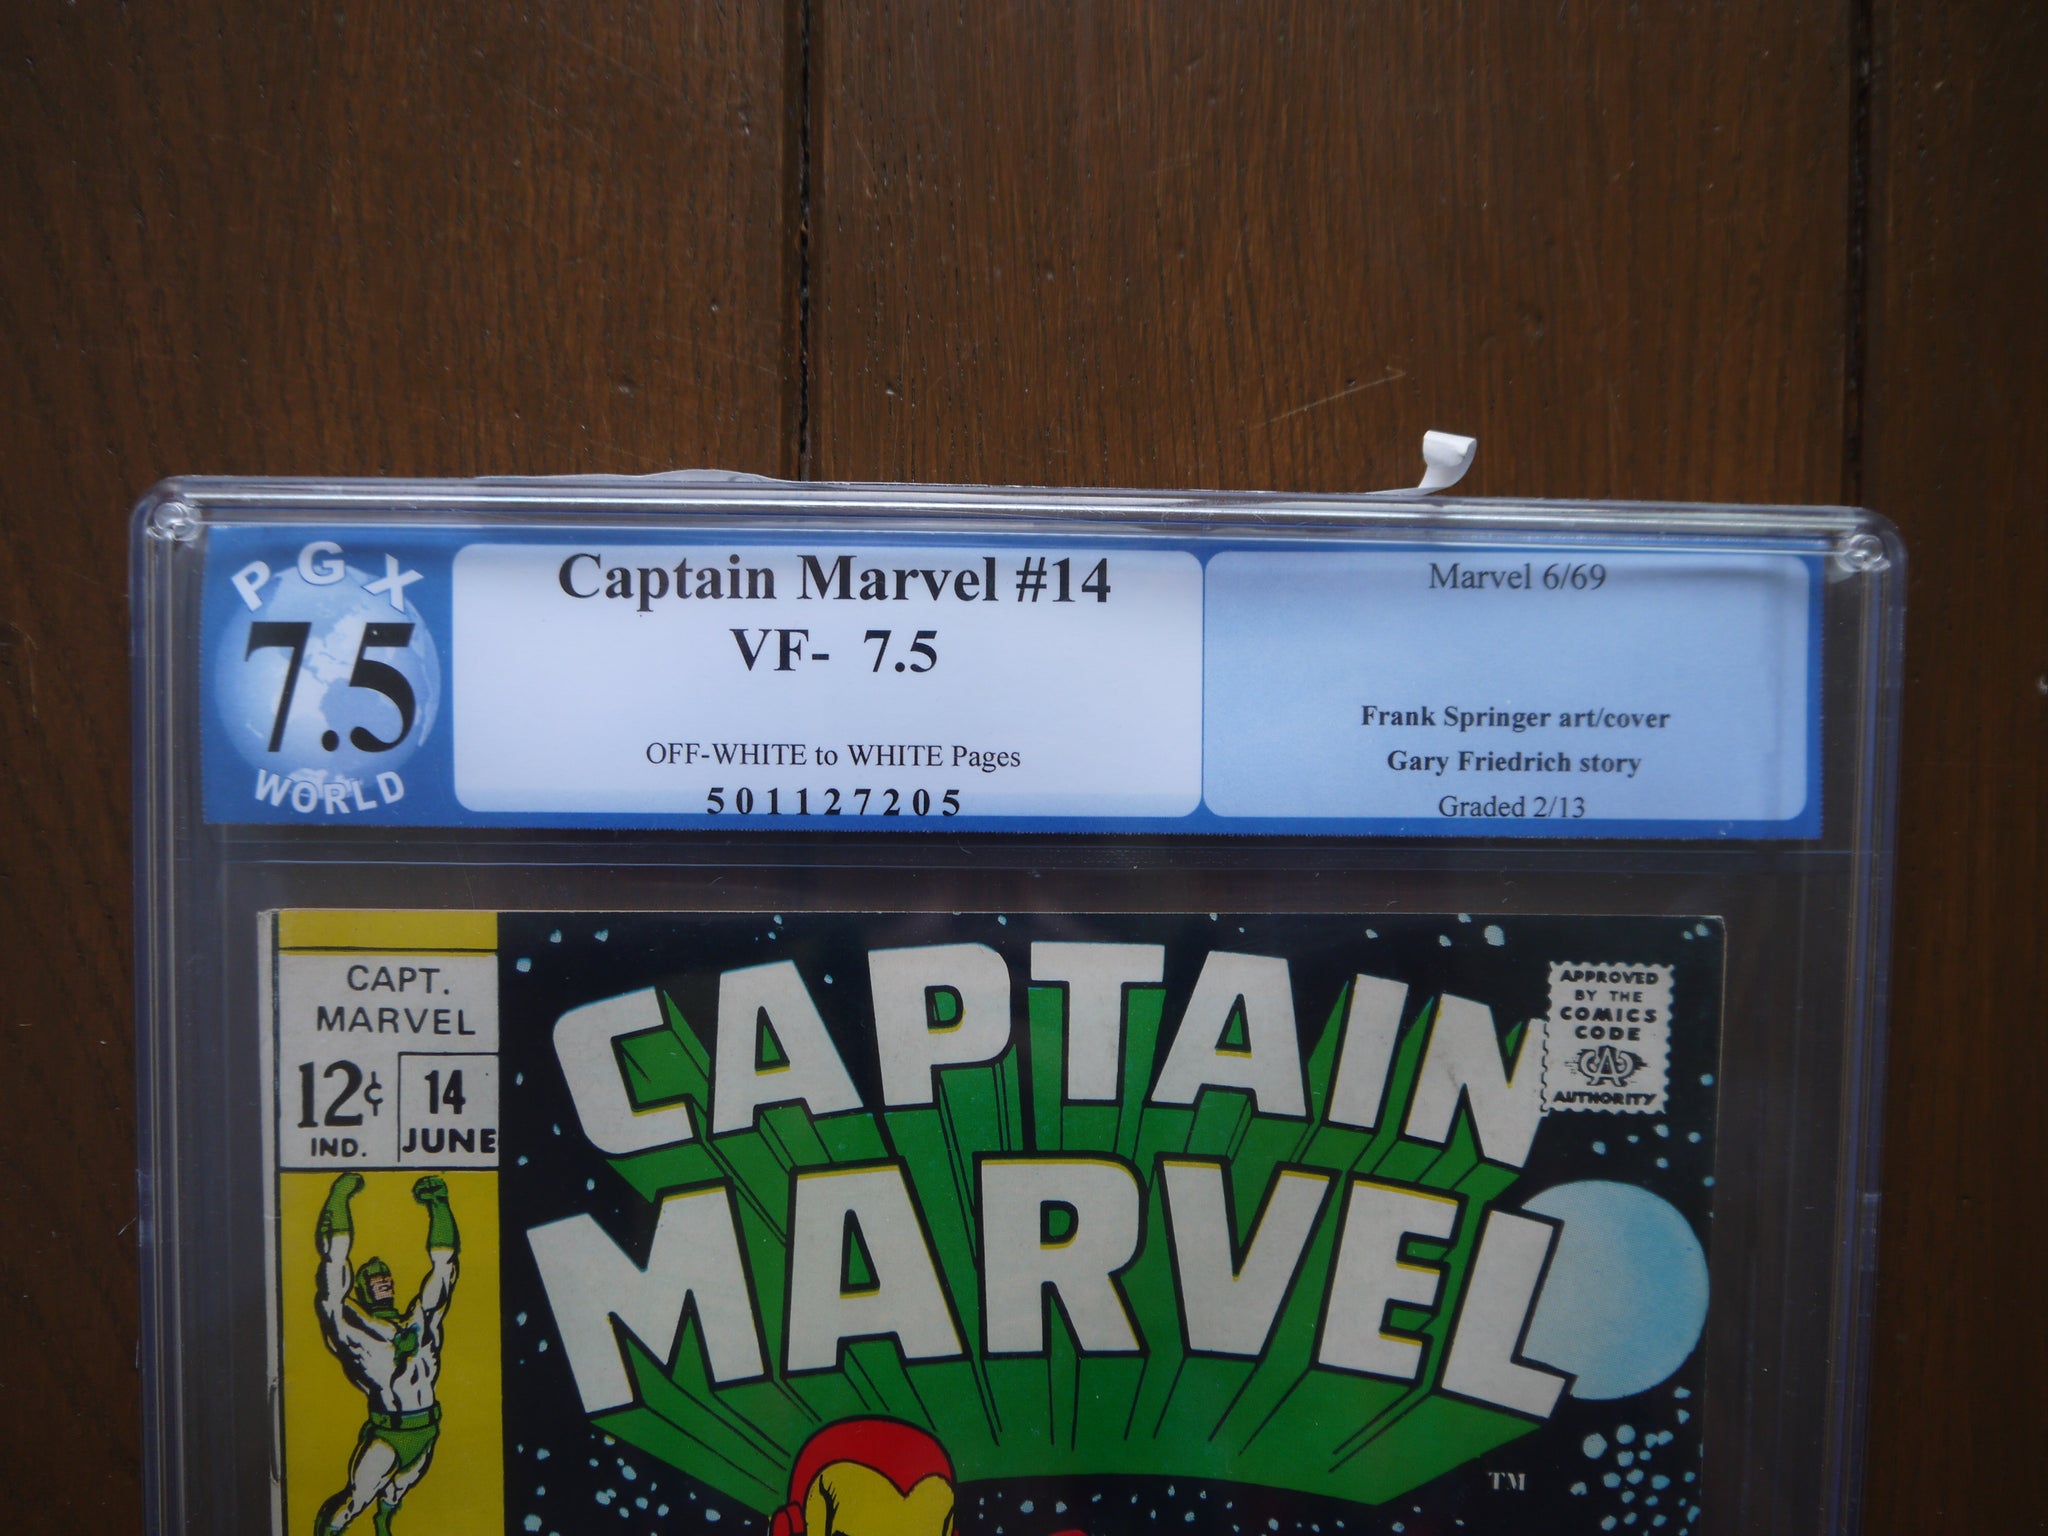 PGX
7.5
WORLD
Captain Marvel #14
VF- 7.5
OFF-WHITE to WHITE Pages
501127205
Marvel 6/69
Frank Springer art/cover
Gary Friedrich story
Graded 2/13
CAPT.
MARVEL
12¢
IND.
14
JUNE
CAPTAIN
MARVEL
TM
APPROVED
BY THE
COMICS
CODE
CA
AUTHORITY